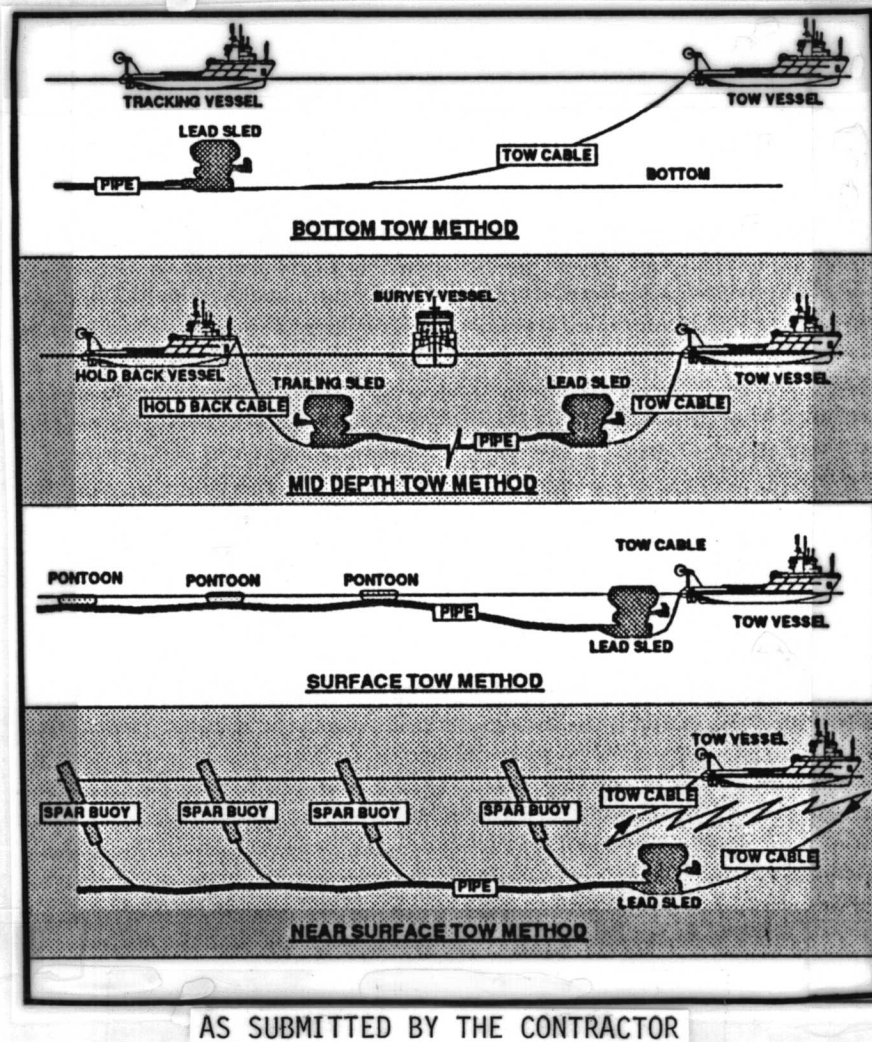 TRACKING VESSEL
TOW VESSEL
LEAD SLED
TOW CABLE
PIPE
BOTTOM
BOTTOM TOW METHOD
SURVEY VESSEL
HOLD BACK VESSEL
TRAILING SLED
LEAD SLED
TOW VESSEL
HOLD BACK CABLE
TOW CABLE
PIPE
MID DEPTH TOW METHOD
TOW CABLE
PONTOON
PONTOON
PONTOON
PIPE
TOW VESSEL
LEAD SLED
SURFACE TOW METHOD
TOW VESSEL
SPAR BUOY
SPAR BUOY
SPAR BUOY
SPAR BUOY
TOW CABLE
TOW CABLE
PIPE
LEAD SLED
NEAR SURFACE TOW METHOD
AS SUBMITTED BY THE CONTRACTOR